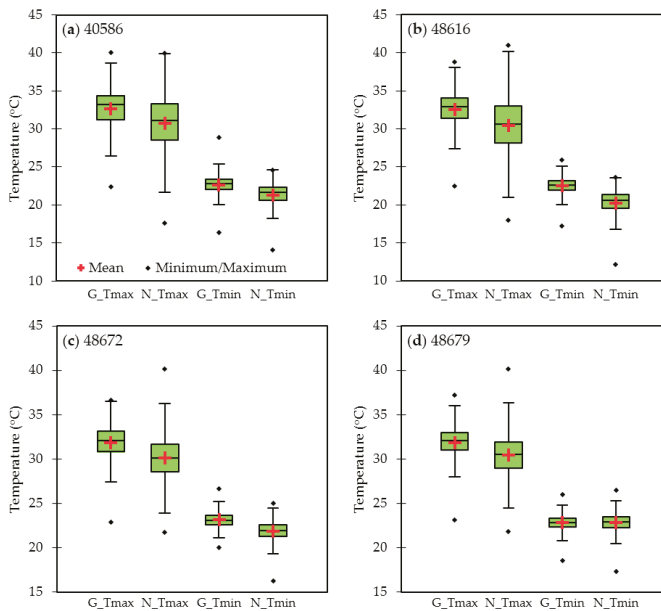 (a) 40586
45
40
35
30
25
20
15
10
Temperature (°C)
Mean
Minimum/Maximum
G_Tmax N_Tmax G_Tmin N_Tmin
(b) 48616
45
40
35
30
25
20
15
10
Temperature (°C)
G_Tmax N_Tmax G_Tmin N_Tmin
(c) 48672
45
40
35
30
25
20
15
Temperature (°C)
G_Tmax N_Tmax G_Tmin N_Tmin
(d) 48679
45
40
35
30
25
20
15
Temperature (°C)
G_Tmax N_Tmax G_Tmin N_Tmin